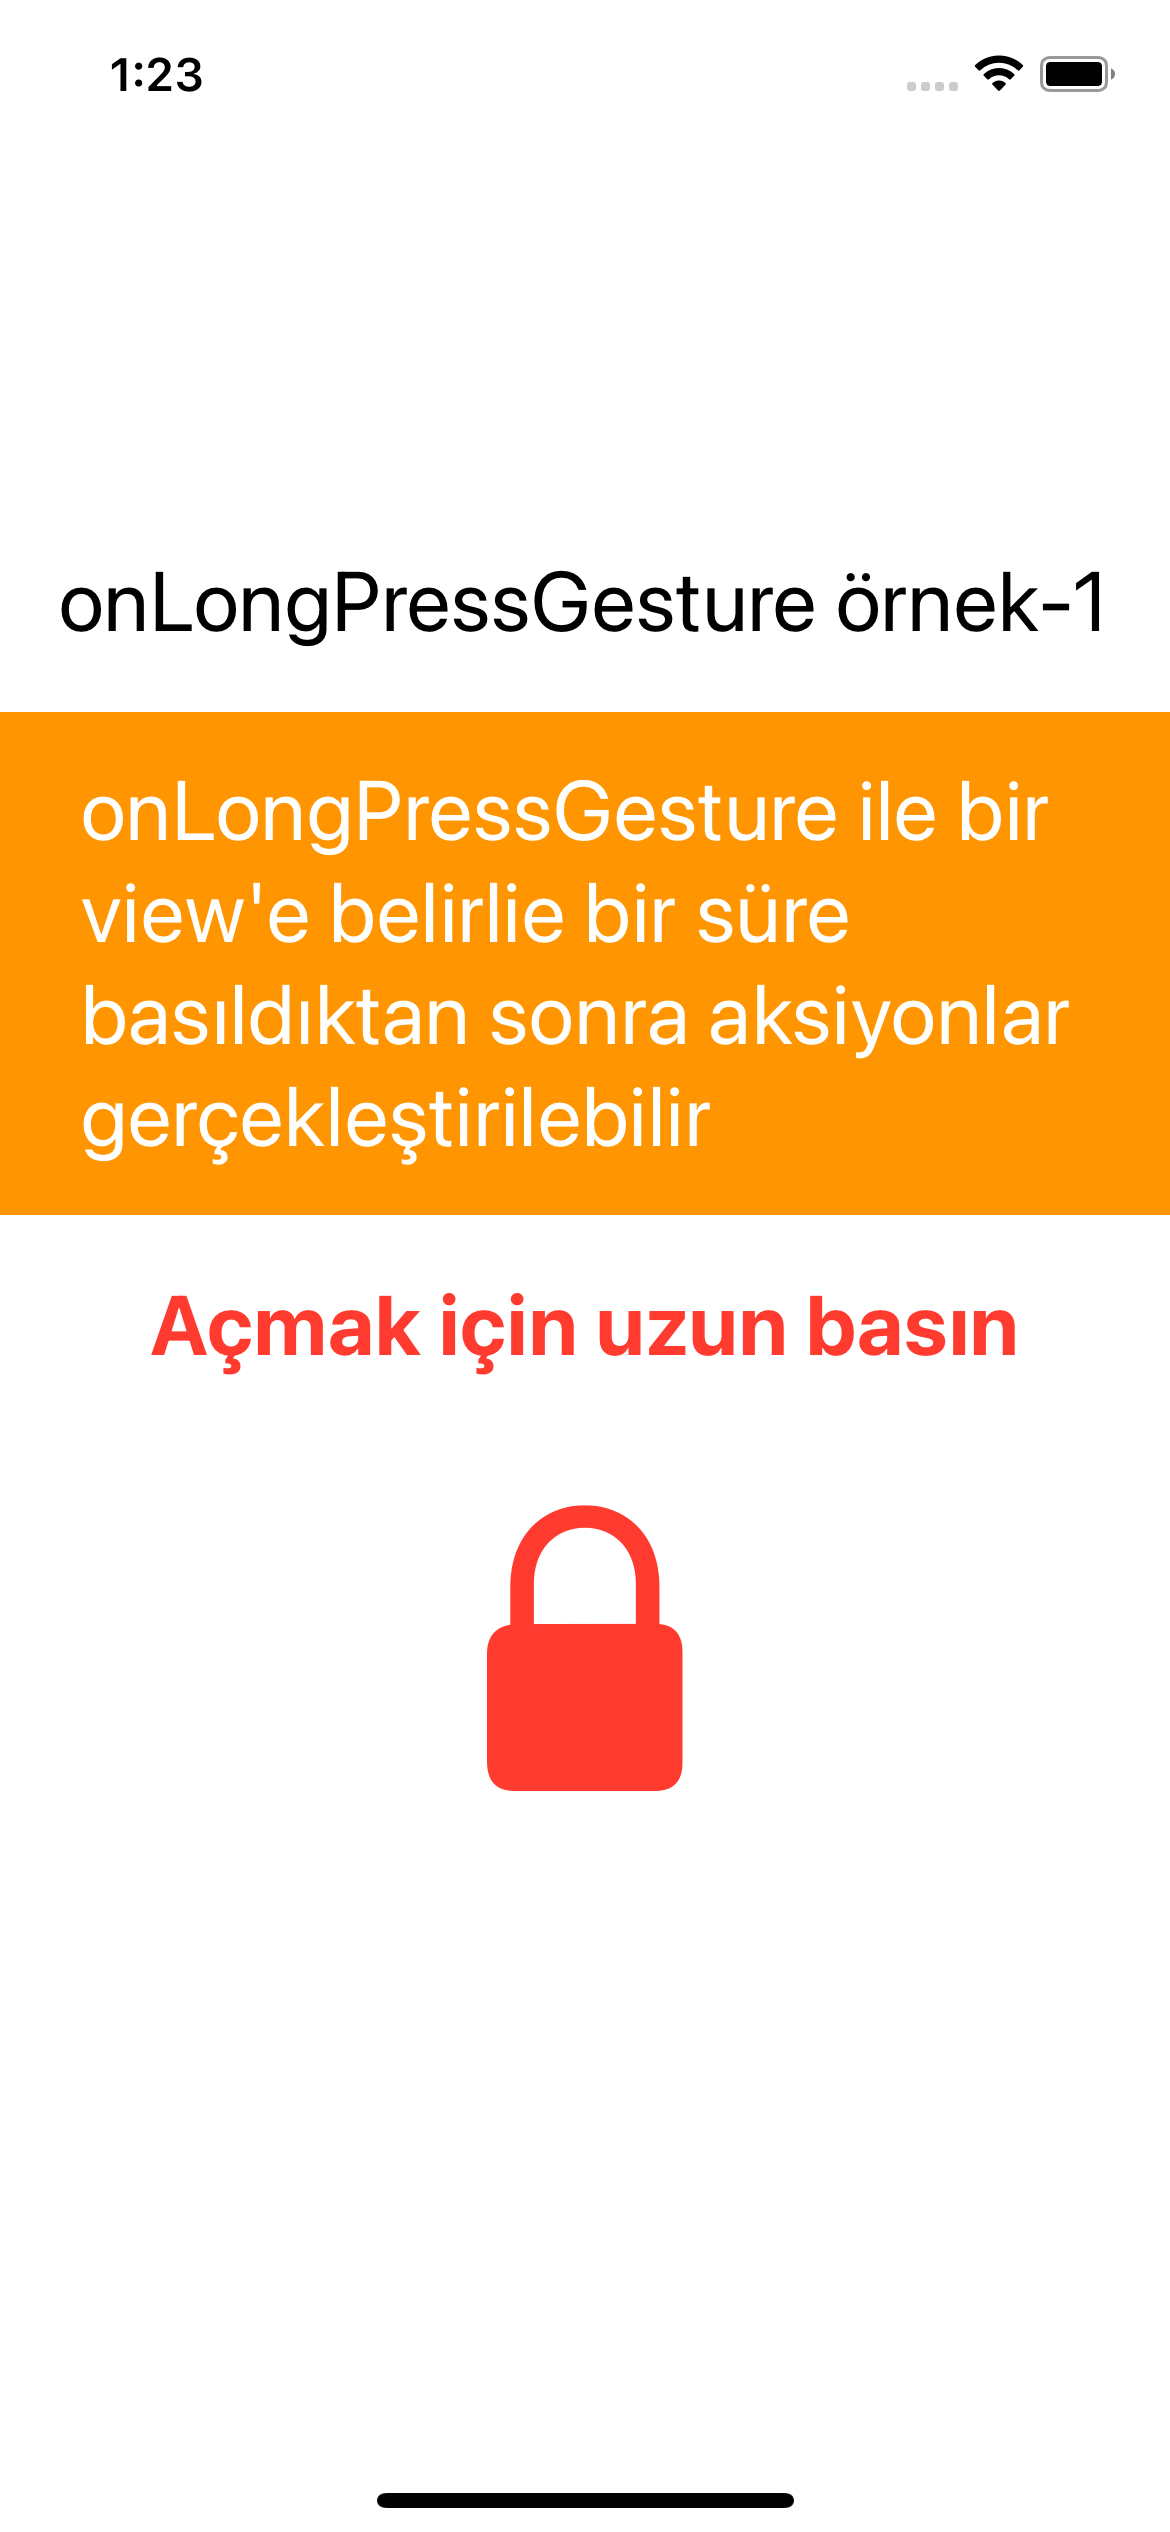 1:23
onLongPressGesture örnek-1
onLongPressGesture ile bir
view'e belirlie bir süre
basıldıktan sonra aksiyonlar
gerçekleştirilebilir
Açmak için uzun basın